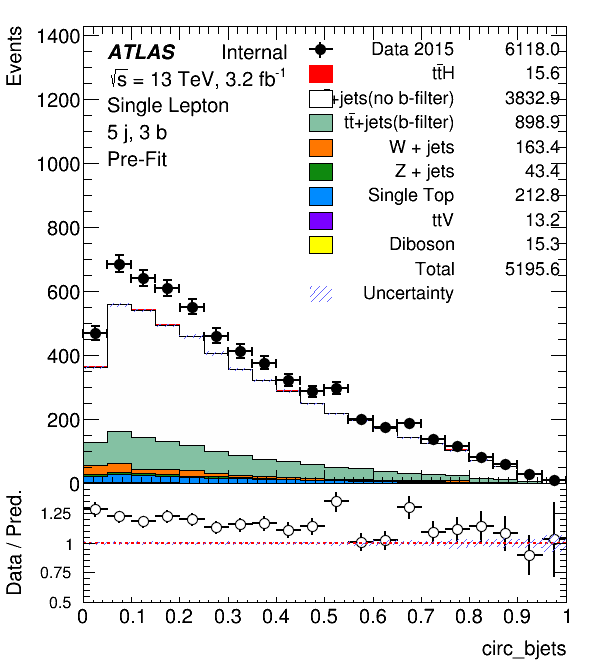 Events
1400
1200
1000
800
600
400
200
0
ATLAS Internal
√s = 13 TeV, 3.2 fb⁻¹
Single Lepton
5 j, 3 b
Pre-Fit
Data 2015 6118.0
tt̄H 15.6
+jets(no b-filter) 3832.9
tt̄+jets(b-filter) 898.9
W + jets 163.4
Z + jets 43.4
Single Top 212.8
ttV 13.2
Diboson 15.3
Total 5195.6
Uncertainty
Data / Pred.
1.25
1
0.75
0.5
0 0.1 0.2 0.3 0.4 0.5 0.6 0.7 0.8 0.9 1
circ_bjets